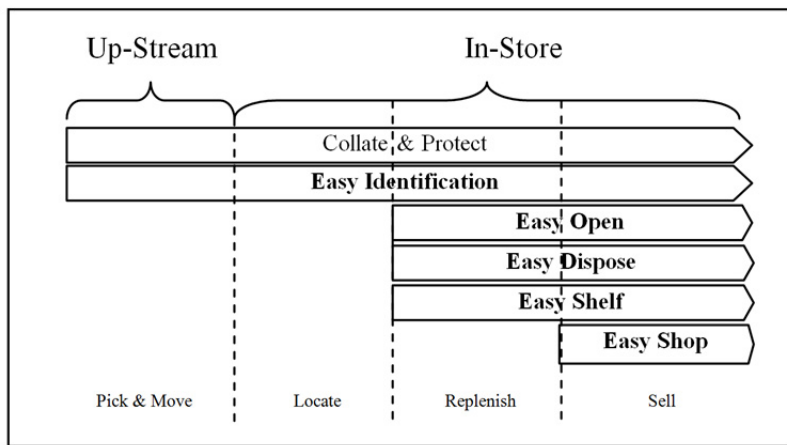 Up-Stream
In-Store
Collate & Protect
Easy Identification
Easy Open
Easy Dispose
Easy Shelf
Easy Shop
Pick & Move
Locate
Replenish
Sell